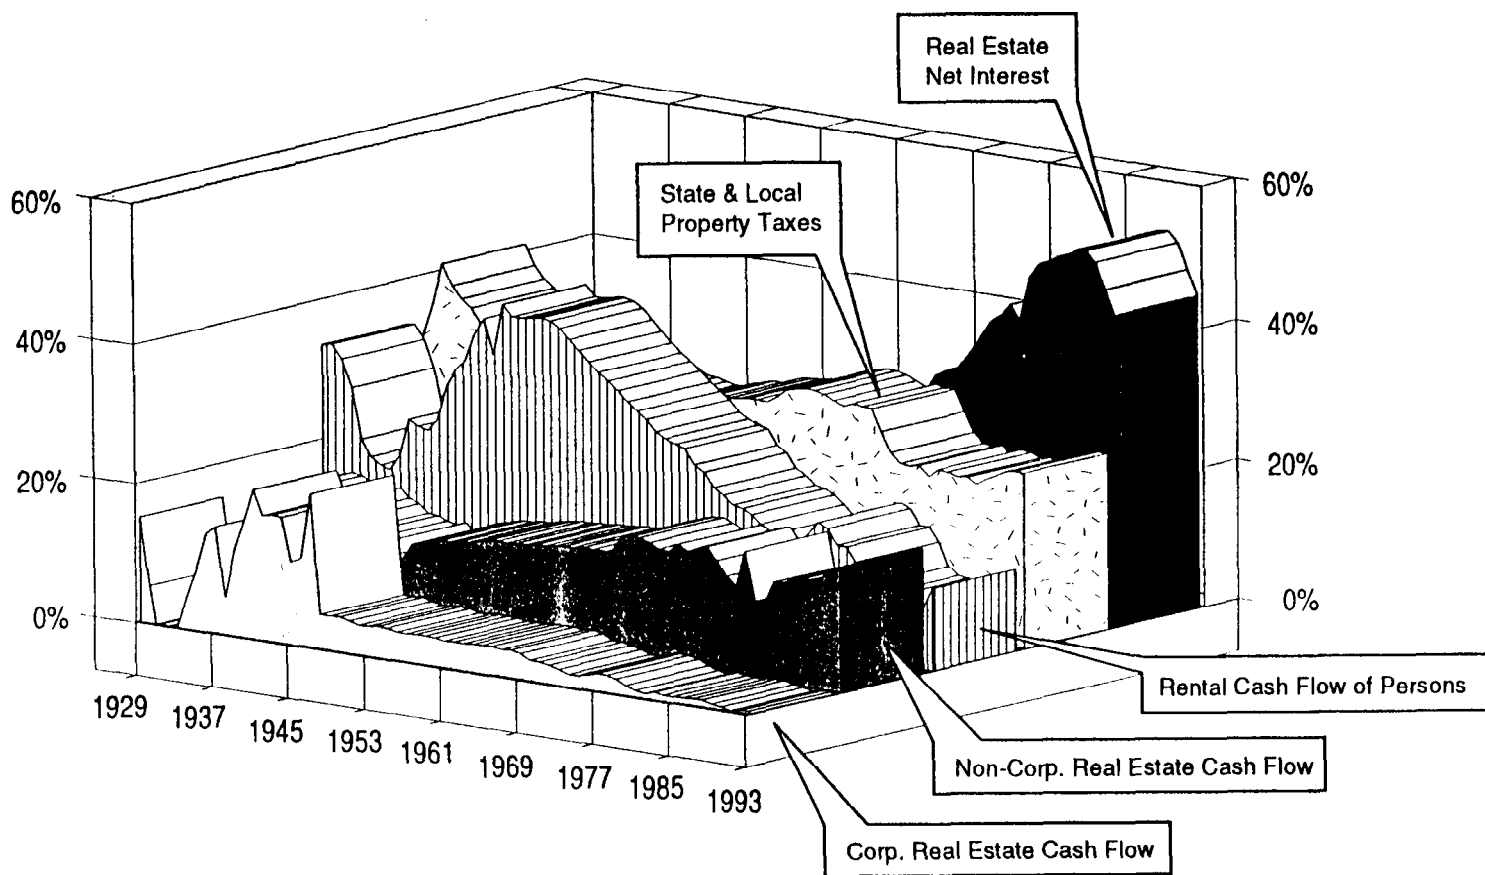 Real Estate
Net Interest
State & Local
Property Taxes
60%
60%
40%
40%
20%
20%
0%
0%
1929
1937
1945
1953
1961
1969
1977
1985
1993
Rental Cash Flow of Persons
Non-Corp. Real Estate Cash Flow
Corp. Real Estate Cash Flow